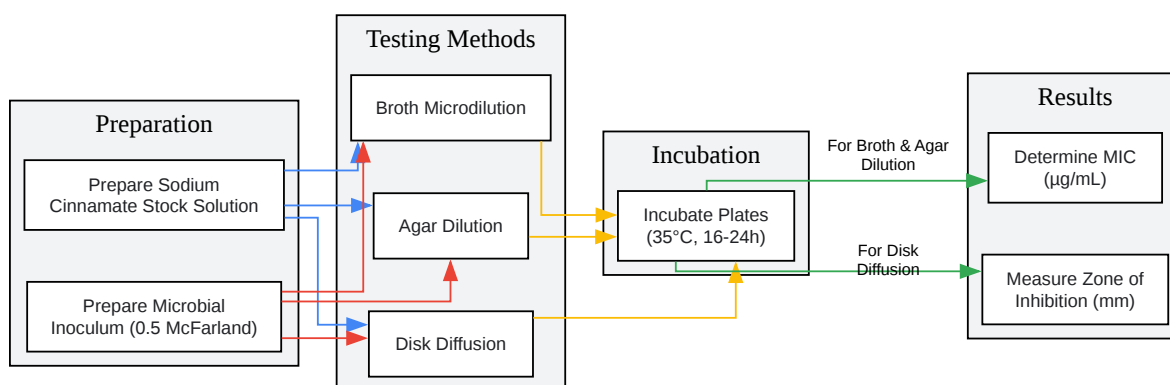 Preparation
Prepare Sodium
Cinnamate Stock Solution
Prepare Microbial
Inoculum (0.5 McFarland)
Testing Methods
Broth Microdilution
Agar Dilution
Disk Diffusion
Incubation
Incubate Plates
(35°C, 16-24h)
For Broth & Agar
Dilution
For Disk
Diffusion
Results
Determine MIC
(µg/mL)
Measure Zone of
Inhibition (mm)